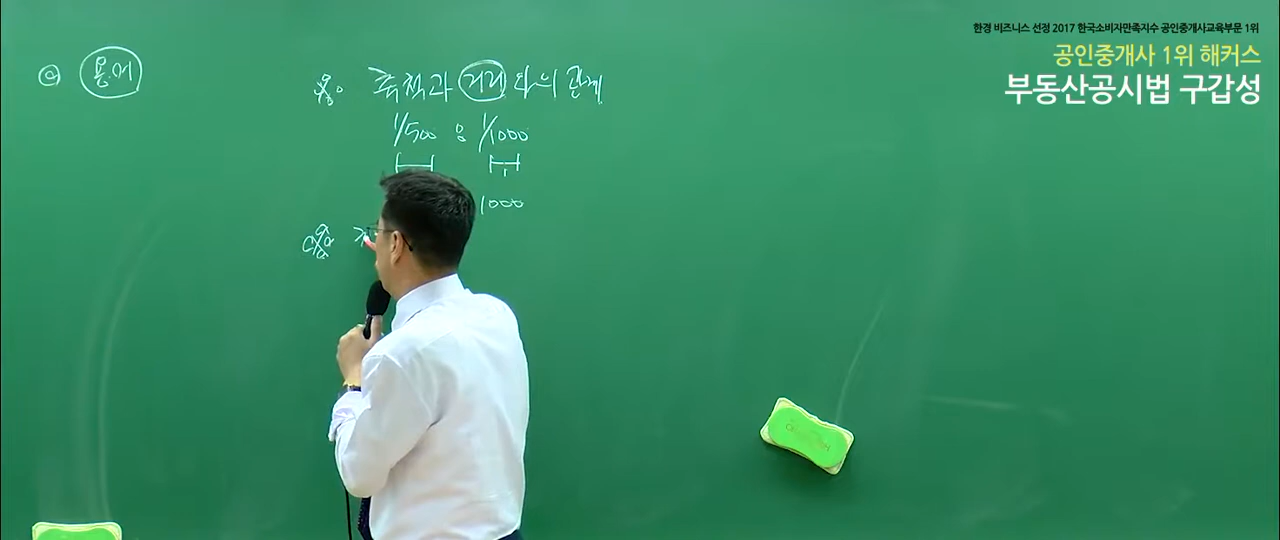 한경 비즈니스 선정 2017 한국소비자만족지수 공인중개사교육부문 1위
공인중개사 1위 해커스
부동산공시법 구갑성
@ 용어
축척과 거리와의 관계
1/500 : 1/1000
1000